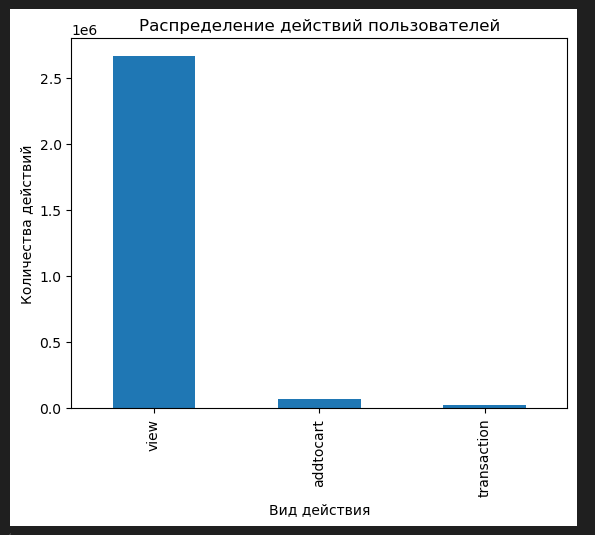 Распределение действий пользователей
1e6
2.5
2.0
1.5
1.0
0.5
0.0
Количества действий
view
addtocart
transaction
Вид действия